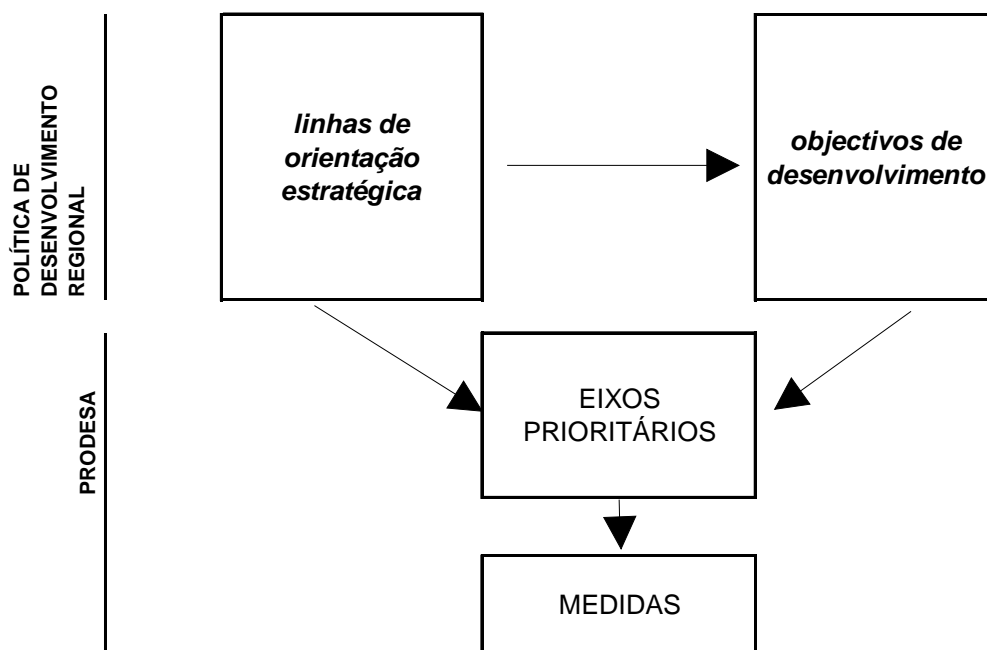 POLÍTICA DE
DESENVOLVIMENTO
REGIONAL
linhas de
orientação
estratégica
objectivos de
desenvolvimento
PRODESA
EIXOS
PRIORITÁRIOS
MEDIDAS